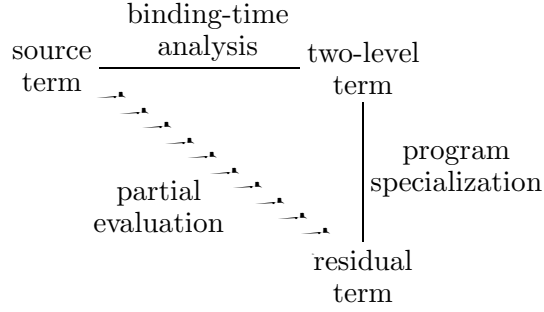 binding-time
analysis
source
term
two-level
term
program
specialization
partial
evaluation
residual
term